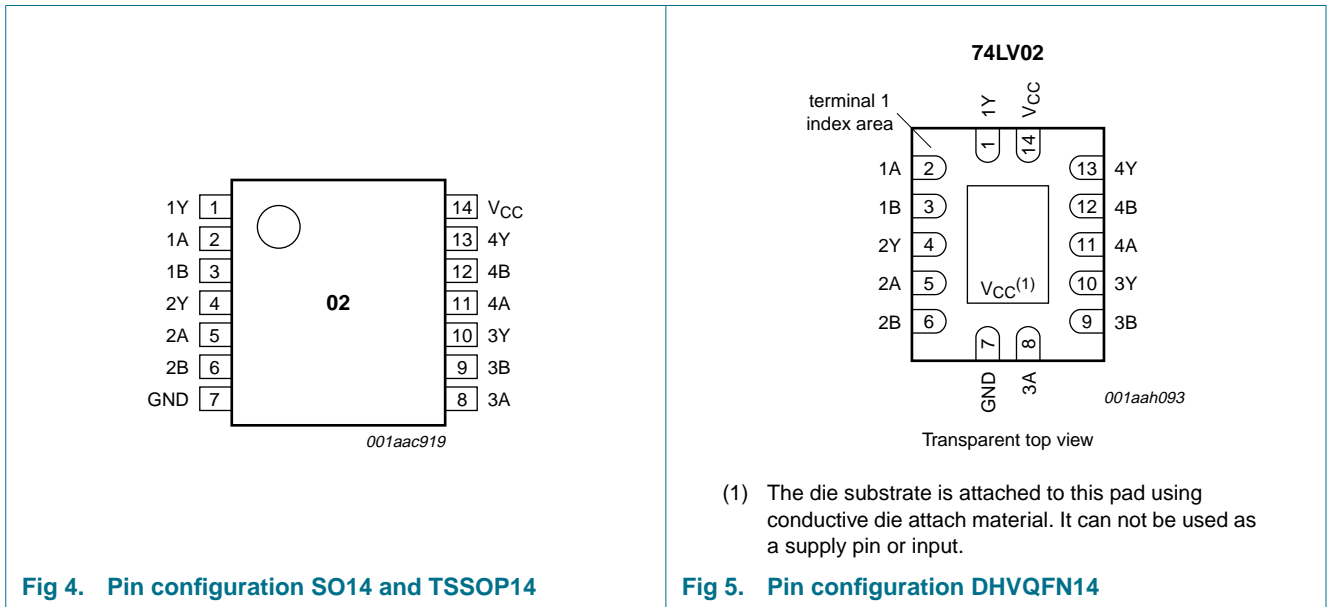 1Y 1
1A 2
1B 3
2Y 4
2A 5
2B 6
GND 7
02
14 VCC
13 4Y
12 4B
11 4A
10 3Y
9 3B
8 3A
001aac919
Fig 4. Pin configuration SO14 and TSSOP14
74LV02
terminal 1
index area
1Y
VCC
1
14
1A 2
1B 3
2Y 4
2A 5
2B 6
13 4Y
12 4B
11 4A
10 3Y
9 3B
VCC(1)
7
8
GND
3A
001aah093
Transparent top view
(1) The die substrate is attached to this pad using
conductive die attach material. It can not be used as
a supply pin or input.
Fig 5. Pin configuration DHVQFN14